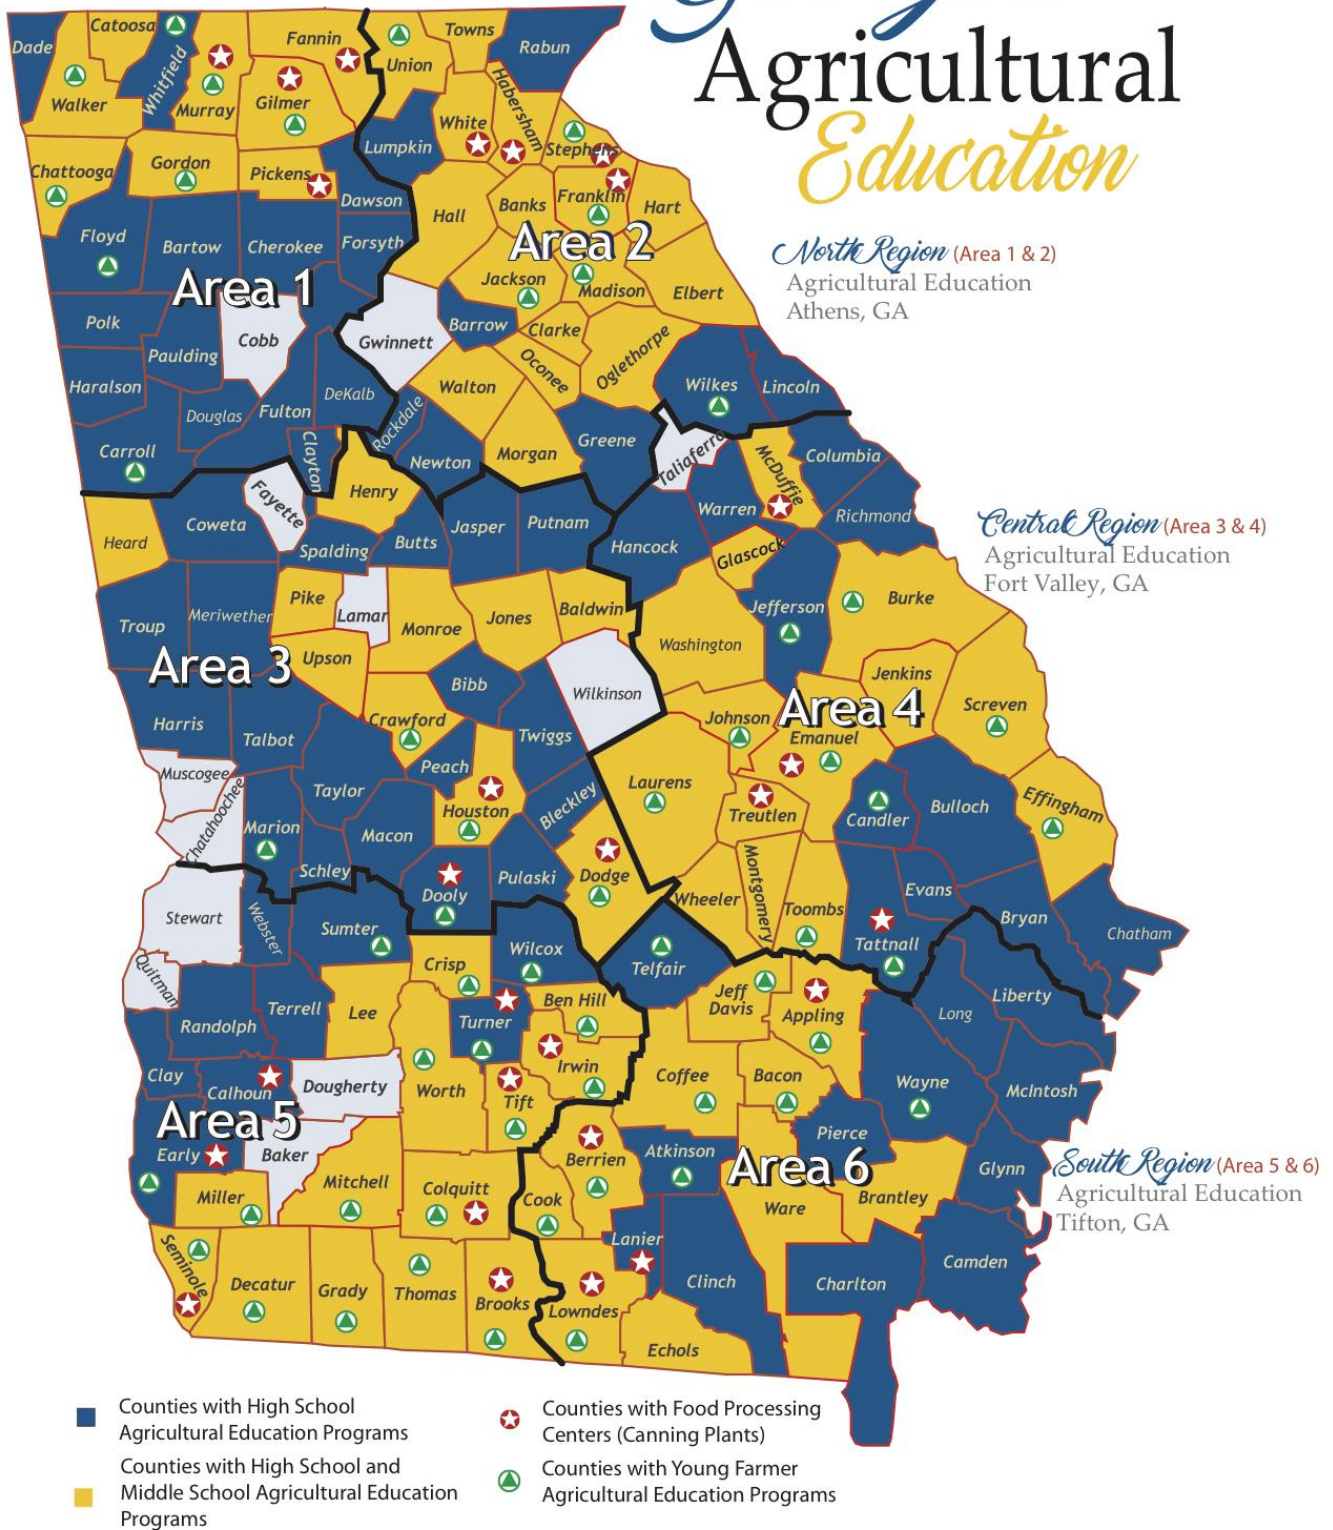 Agricultural
Education
North Region (Area 1 & 2)
Agricultural Education
Athens, GA
Central Region (Area 3 & 4)
Agricultural Education
Fort Valley, GA
South Region (Area 5 & 6)
Agricultural Education
Tifton, GA
Dade
Catoosa
Walker
Whitfield
Murray
Fannin
Gilmer
Union
Towns
Rabun
Habersham
White
Stephens
Lumpkin
Chattooga
Gordon
Pickens
Dawson
Hall
Banks
Franklin
Hart
Floyd
Bartow
Cherokee
Forsyth
Area 1
Area 2
Jackson
Madison
Elbert
Polk
Paulding
Cobb
Gwinnett
Barrow
Clarke
Oconee
Oglethorpe
Haralson
Douglas
Fulton
DeKalb
Rockdale
Walton
Wilkes
Lincoln
Carroll
Clayton
Newton
Morgan
Greene
Taliaferro
McDuffie
Columbia
Fayette
Henry
Warren
Richmond
Heard
Coweta
Spalding
Butts
Jasper
Putnam
Hancock
Glascock
Troup
Meriwether
Pike
Lamar
Monroe
Jones
Baldwin
Washington
Jefferson
Burke
Area 3
Upson
Bibb
Wilkinson
Jenkins
Screven
Harris
Talbot
Crawford
Twiggs
Johnson
Area 4
Emanuel
Muscogee
Chatahoochee
Marion
Taylor
Peach
Houston
Bleckley
Laurens
Treutlen
Candler
Bulloch
Effingham
Schley
Macon
Dooly
Pulaski
Dodge
Wheeler
Montgomery
Toombs
Evans
Tattnall
Bryan
Chatham
Stewart
Webster
Sumter
Crisp
Wilcox
Telfair
Jeff
Davis
Appling
Long
Liberty
Quitman
Randolph
Terrell
Lee
Turner
Ben Hill
Irwin
Coffee
Bacon
Wayne
McIntosh
Clay
Calhoun
Dougherty
Worth
Tift
Area 5
Early
Baker
Berrien
Atkinson
Pierce
Area 6
Brantley
Glynn
Miller
Mitchell
Colquitt
Cook
Lanier
Ware
Seminole
Decatur
Grady
Thomas
Brooks
Lowndes
Echols
Clinch
Charlton
Camden
Counties with High School
Agricultural Education Programs
Counties with High School and
Middle School Agricultural Education
Programs
Counties with Food Processing
Centers (Canning Plants)
Counties with Young Farmer
Agricultural Education Programs